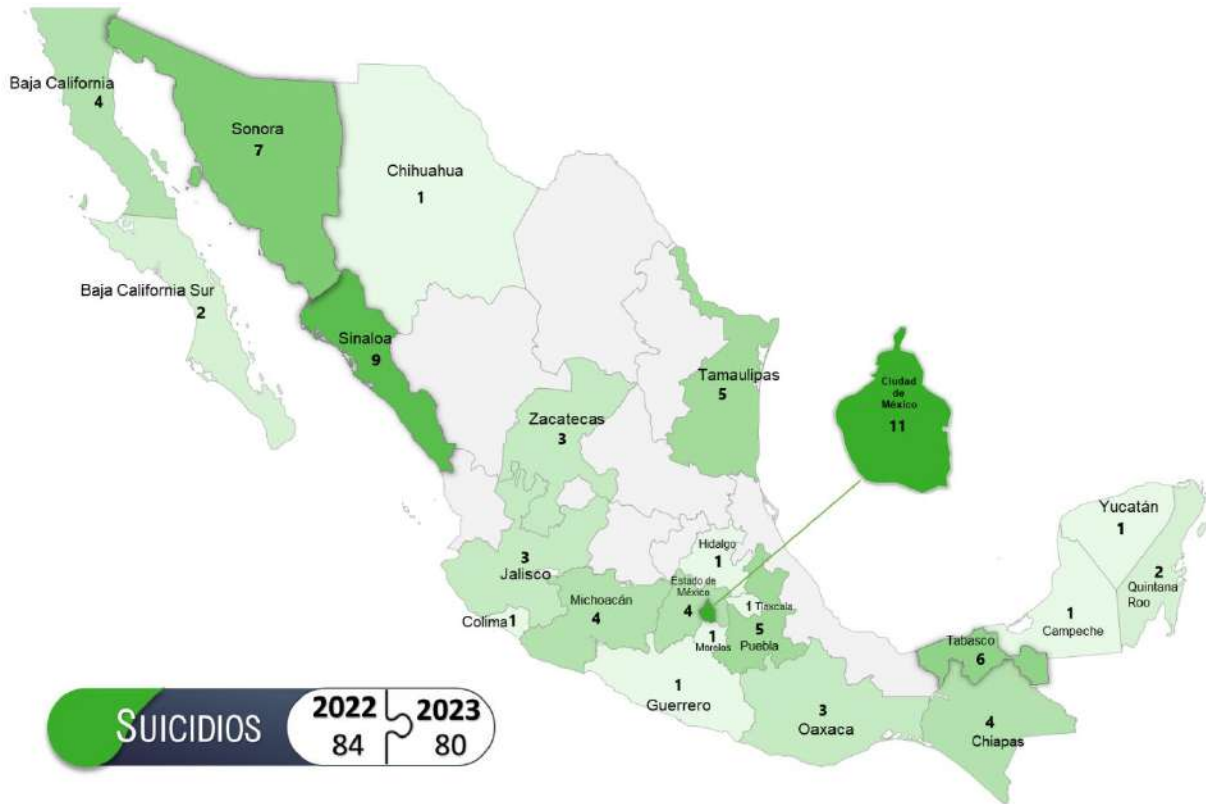 Baja California
4
Sonora
7
Chihuahua
1
Baja California Sur
2
Sinaloa
9
Tamaulipas
5
Ciudad
de
México
11
Zacatecas
3
Yucatán
1
Hidalgo
1
3
Jalisco
2
Quintana
Roo
Estado de
México
4
Michoacán
4
1 Tlaxcala
Colima 1
1
Campeche
1
Morelos
5
Puebla
Tabasco
6
1
Guerrero
3
Oaxaca
4
Chiapas
SUICIDIOS
2022
84
2023
80